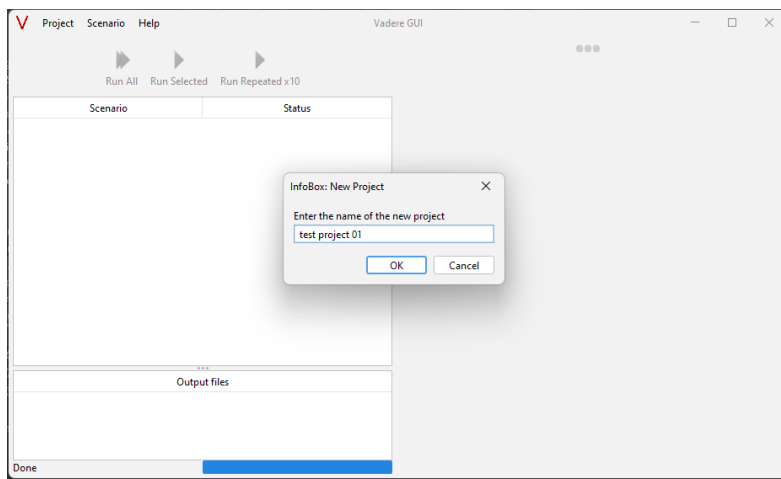 Project Scenario Help Vadere GUI
Run All Run Selected Run Repeated x10
Scenario Status
InfoBox: New Project
Enter the name of the new project
test project 01
OK Cancel
Output files
Done